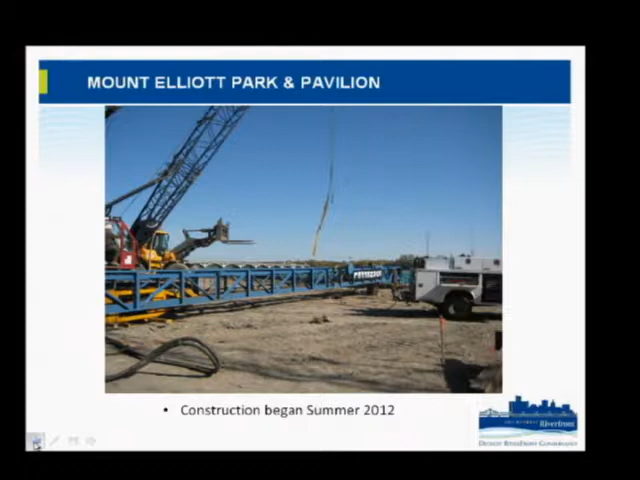 MOUNT ELLIOTT PARK & PAVILION
• Construction began Summer 2012
Riverfront
DETROIT RIVERFRONT CONSERVANCY